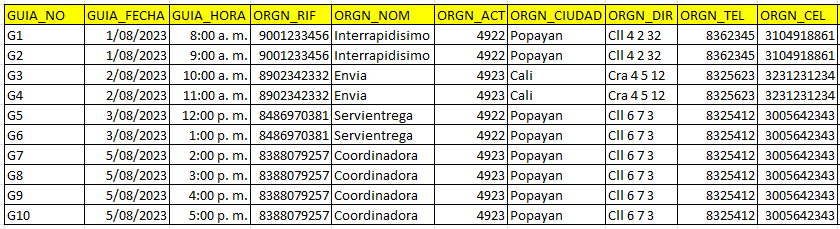 GUIA_NO GUIA_FECHA GUIA_HORA ORGN_RIF ORGN_NOM ORGN_ACT ORGN_CIUDAD ORGN_DIR ORGN_TEL ORGN_CEL
G1 1/08/2023 8:00 a. m. 9001233456 Interrapidisimo 4922 Popayan Cll 4 2 32 8362345 3104918861
G2 1/08/2023 9:00 a. m. 9001233456 Interrapidisimo 4922 Popayan Cll 4 2 32 8362345 3104918861
G3 2/08/2023 10:00 a. m. 8902342332 Envia 4923 Cali Cra 4 5 12 8325623 3231231234
G4 2/08/2023 11:00 a. m. 8902342332 Envia 4923 Cali Cra 4 5 12 8325623 3231231234
G5 3/08/2023 12:00 p. m. 8486970381 Servientrega 4922 Popayan Cll 6 7 3 8325412 3005642343
G6 3/08/2023 1:00 p. m. 8486970381 Servientrega 4922 Popayan Cll 6 7 3 8325412 3005642343
G7 5/08/2023 2:00 p. m. 8388079257 Coordinadora 4923 Popayan Cll 6 7 3 8325412 3005642343
G8 5/08/2023 3:00 p. m. 8388079257 Coordinadora 4923 Popayan Cll 6 7 3 8325412 3005642343
G9 5/08/2023 4:00 p. m. 8388079257 Coordinadora 4923 Popayan Cll 6 7 3 8325412 3005642343
G10 5/08/2023 5:00 p. m. 8388079257 Coordinadora 4923 Popayan Cll 6 7 3 8325412 3005642343